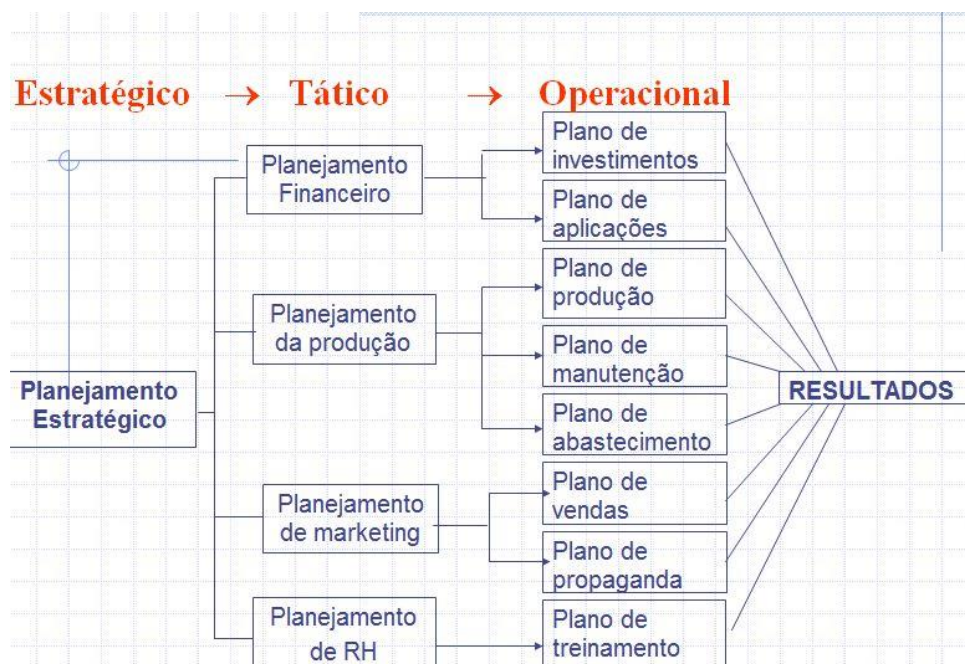 Estratégico → Tático → Operacional
Planejamento
Estratégico
Planejamento
Financeiro
Planejamento
da produção
Planejamento
de marketing
Planejamento
de RH
Plano de
investimentos
Plano de
aplicações
Plano de
produção
Plano de
manutenção
Plano de
abastecimento
Plano de
vendas
Plano de
propaganda
Plano de
treinamento
RESULTADOS